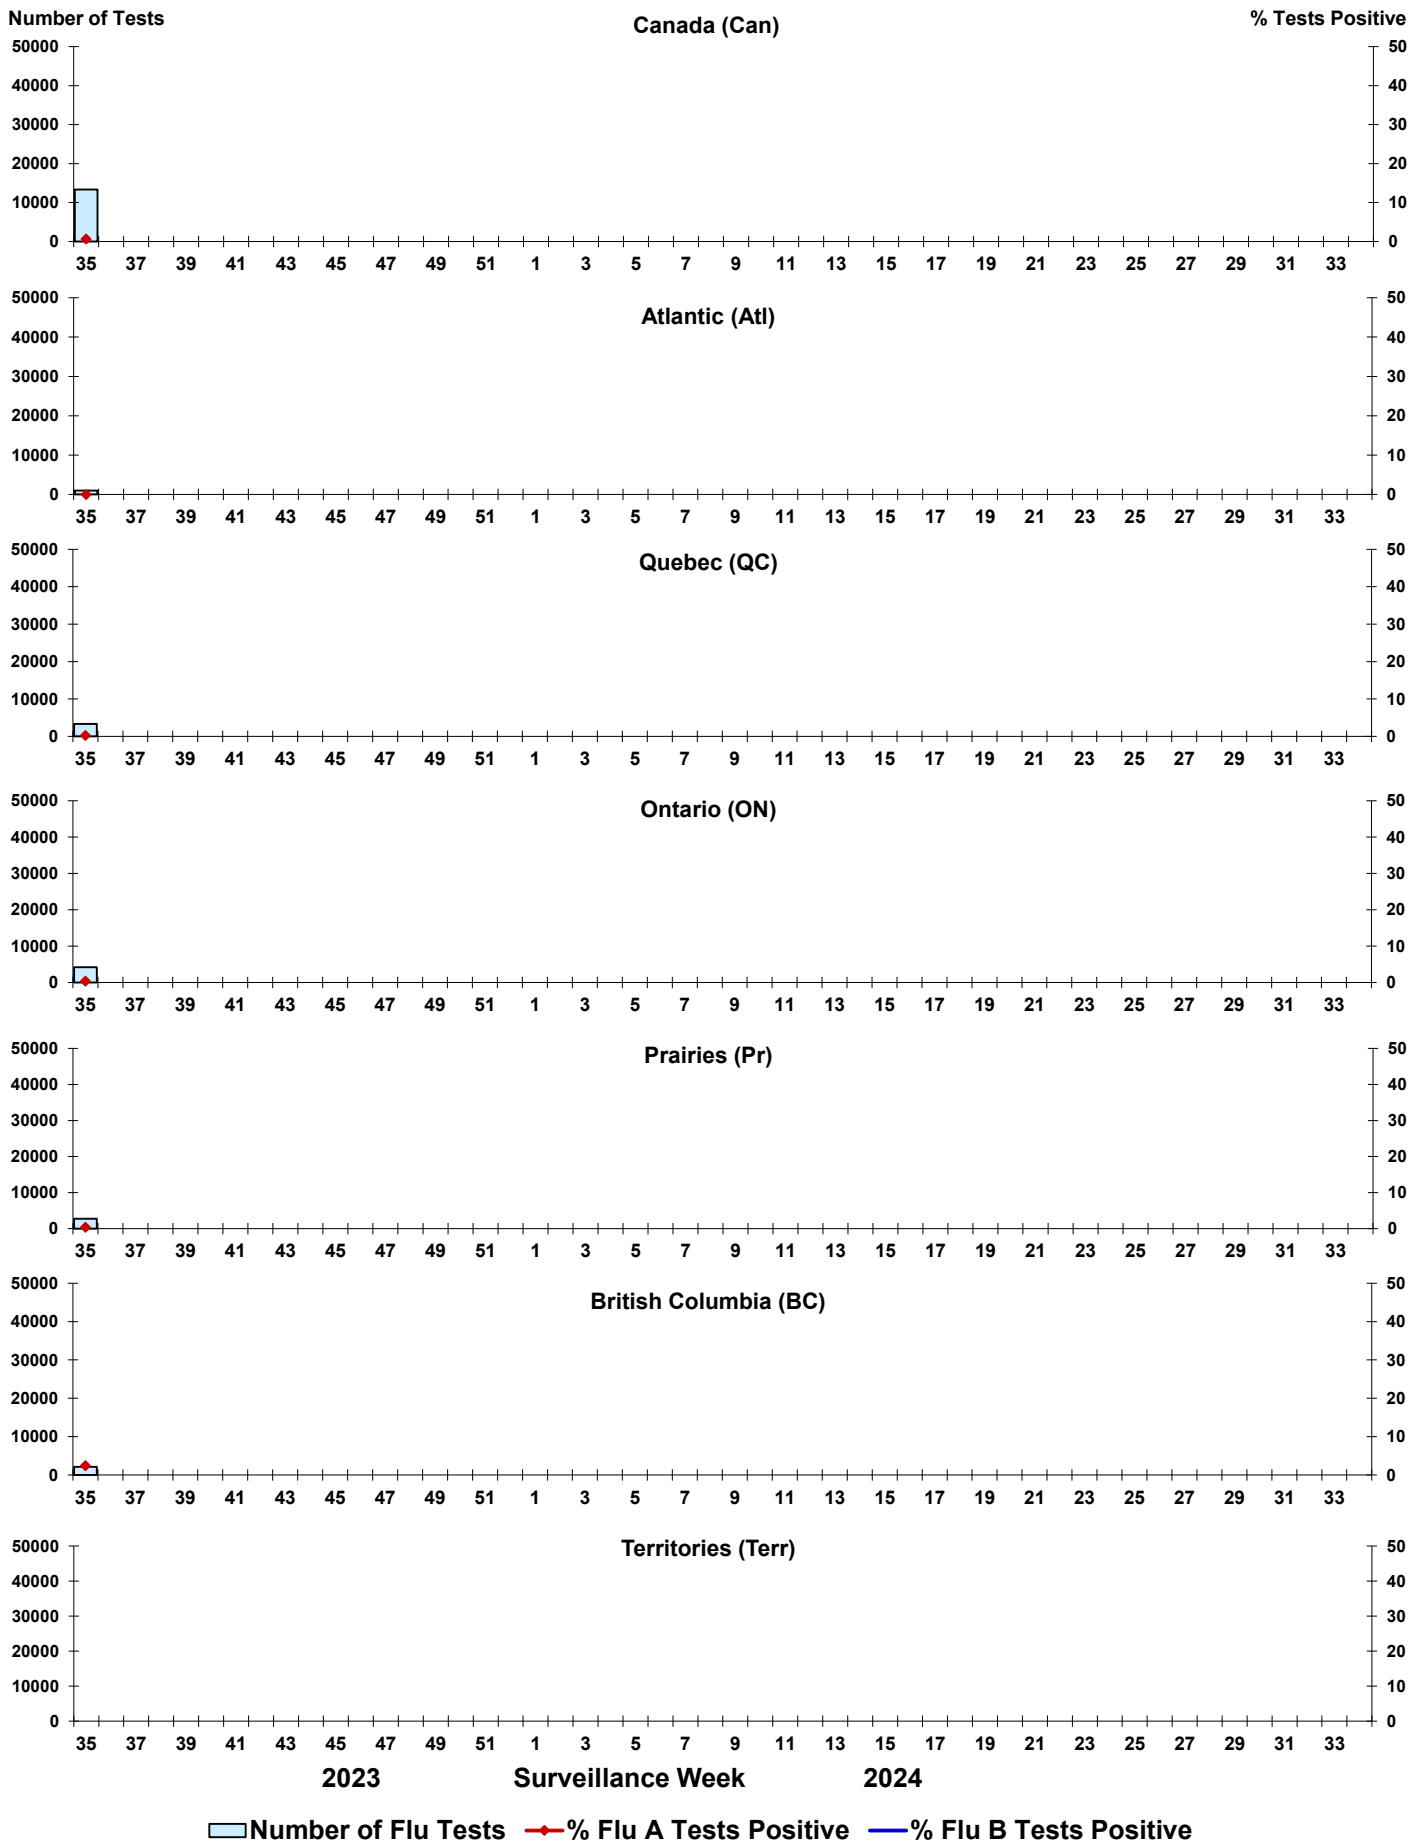 Number of Tests
Canada (Can)
% Tests Positive
50000 50
40000 40
30000 30
20000 20
10000 10
0 0
35 37 39 41 43 45 47 49 51 1 3 5 7 9 11 13 15 17 19 21 23 25 27 29 31 33
Atlantic (Atl)
50000 50
40000 40
30000 30
20000 20
10000 10
0 0
35 37 39 41 43 45 47 49 51 1 3 5 7 9 11 13 15 17 19 21 23 25 27 29 31 33
Quebec (QC)
50000 50
40000 40
30000 30
20000 20
10000 10
0 0
35 37 39 41 43 45 47 49 51 1 3 5 7 9 11 13 15 17 19 21 23 25 27 29 31 33
Ontario (ON)
50000 50
40000 40
30000 30
20000 20
10000 10
0 0
35 37 39 41 43 45 47 49 51 1 3 5 7 9 11 13 15 17 19 21 23 25 27 29 31 33
Prairies (Pr)
50000 50
40000 40
30000 30
20000 20
10000 10
0 0
35 37 39 41 43 45 47 49 51 1 3 5 7 9 11 13 15 17 19 21 23 25 27 29 31 33
British Columbia (BC)
50000 50
40000 40
30000 30
20000 20
10000 10
0 0
35 37 39 41 43 45 47 49 51 1 3 5 7 9 11 13 15 17 19 21 23 25 27 29 31 33
Territories (Terr)
50000 50
40000 40
30000 30
20000 20
10000 10
0 0
35 37 39 41 43 45 47 49 51 1 3 5 7 9 11 13 15 17 19 21 23 25 27 29 31 33
2023 Surveillance Week 2024
Number of Flu Tests % Flu A Tests Positive % Flu B Tests Positive